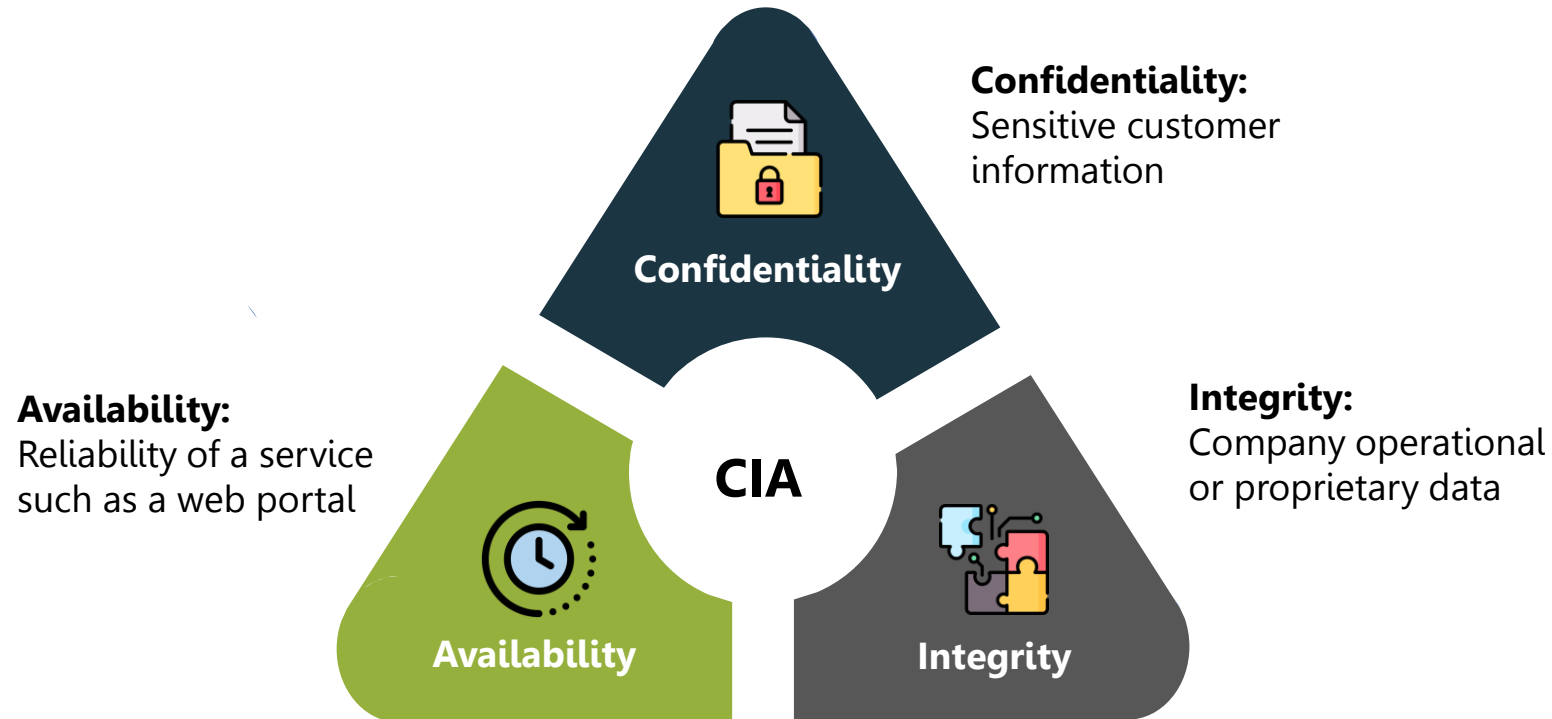 Confidentiality:
Sensitive customer
information
Confidentiality
Availability:
Reliability of a service
such as a web portal
CIA
Integrity:
Company operational
or proprietary data
Availability
Integrity